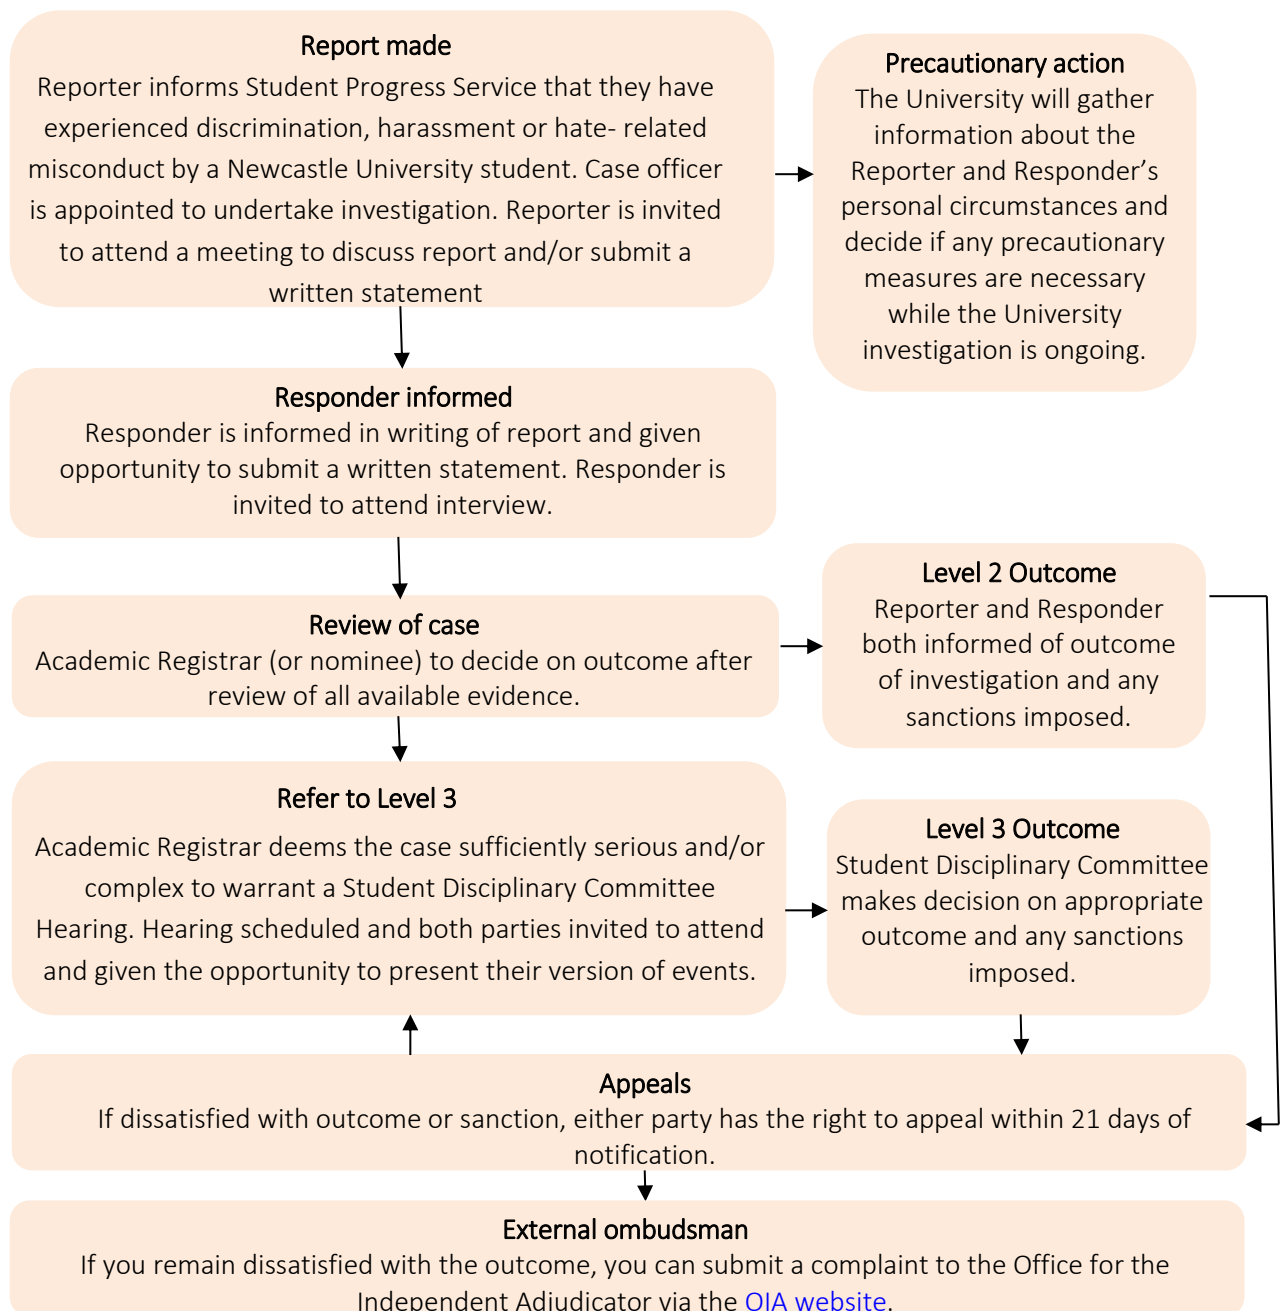 Report made
Reporter informs Student Progress Service that they have
experienced discrimination, harassment or hate- related
misconduct by a Newcastle University student. Case officer
is appointed to undertake investigation. Reporter is invited
to attend a meeting to discuss report and/or submit a
written statement
Precautionary action
The University will gather
information about the
Reporter and Responder’s
personal circumstances and
decide if any precautionary
measures are necessary
while the University
investigation is ongoing.
Responder informed
Responder is informed in writing of report and given
opportunity to submit a written statement. Responder is
invited to attend interview.
Review of case
Academic Registrar (or nominee) to decide on outcome after
review of all available evidence.
Level 2 Outcome
Reporter and Responder
both informed of outcome
of investigation and any
sanctions imposed.
Refer to Level 3
Academic Registrar deems the case sufficiently serious and/or
complex to warrant a Student Disciplinary Committee
Hearing. Hearing scheduled and both parties invited to attend
and given the opportunity to present their version of events.
Level 3 Outcome
Student Disciplinary Committee
makes decision on appropriate
outcome and any sanctions
imposed.
Appeals
If dissatisfied with outcome or sanction, either party has the right to appeal within 21 days of
notification.
External ombudsman
If you remain dissatisfied with the outcome, you can submit a complaint to the Office for the
Independent Adjudicator via the OIA website.